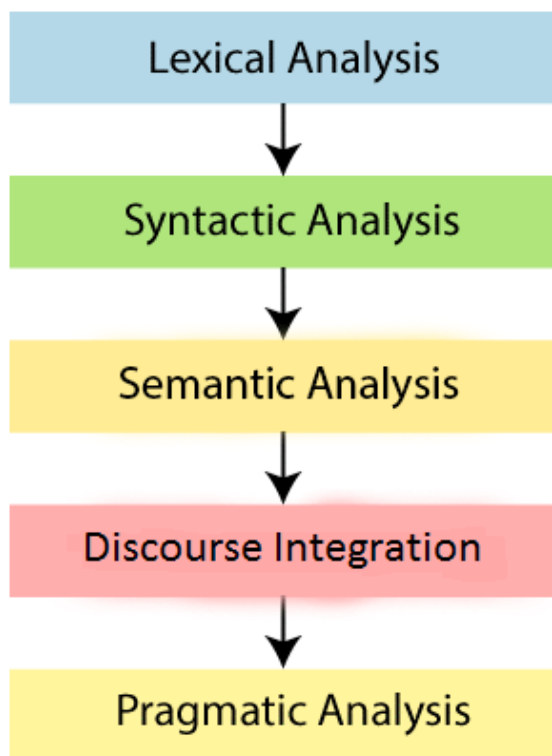 Lexical Analysis
Syntactic Analysis
Semantic Analysis
Discourse Integration
Pragmatic Analysis